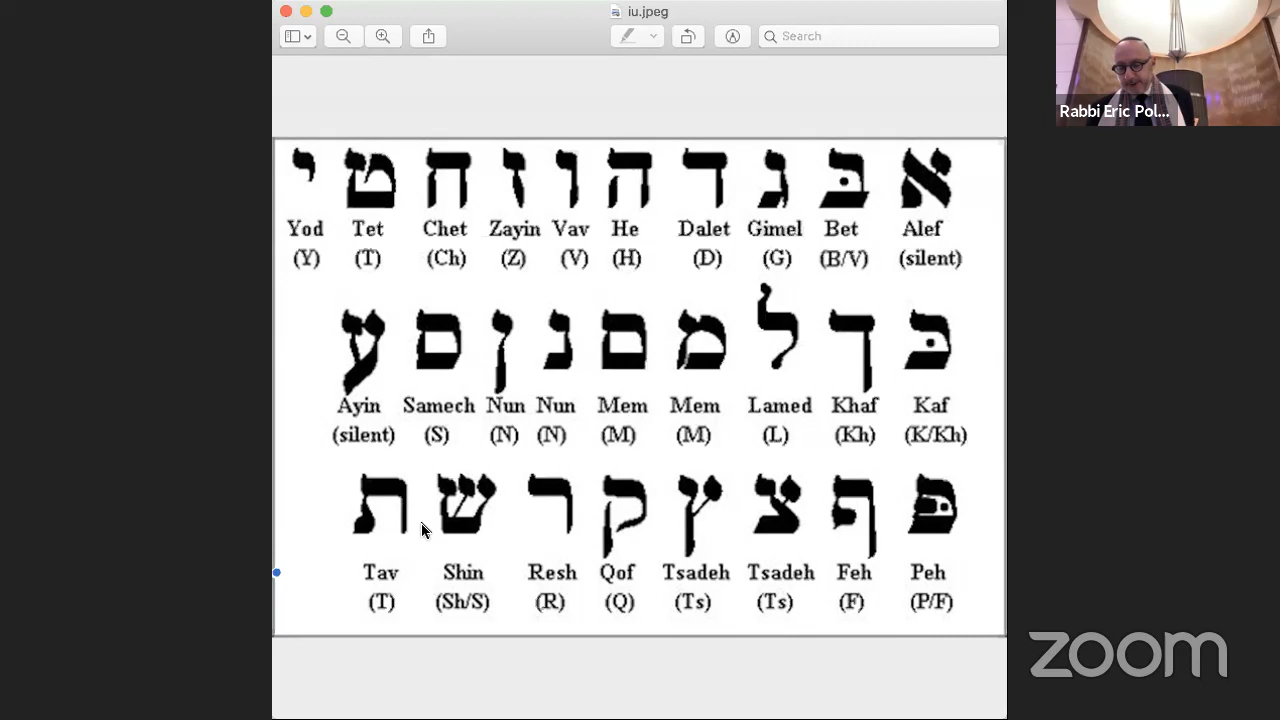 iu.jpeg
Search
Rabbi Eric Pol...
א בּ ג ד ה ו ז ח ט י
Yod Tet Chet Zayin Vav He Dalet Gimel Bet Alef
(Y) (T) (Ch) (Z) (V) (H) (D) (G) (B/V) (silent)
כּ ך ל מ ם נ ן ס ע
Ayin Samech Nun Nun Mem Mem Lamed Khaf Kaf
(silent) (S) (N) (N) (M) (M) (L) (Kh) (K/Kh)
פּ ף צ ץ ק ר ש ת
Tav Shin Resh Qof Tsadeh Tsadeh Feh Peh
(T) (Sh/S) (R) (Q) (Ts) (Ts) (F) (P/F)
zoom